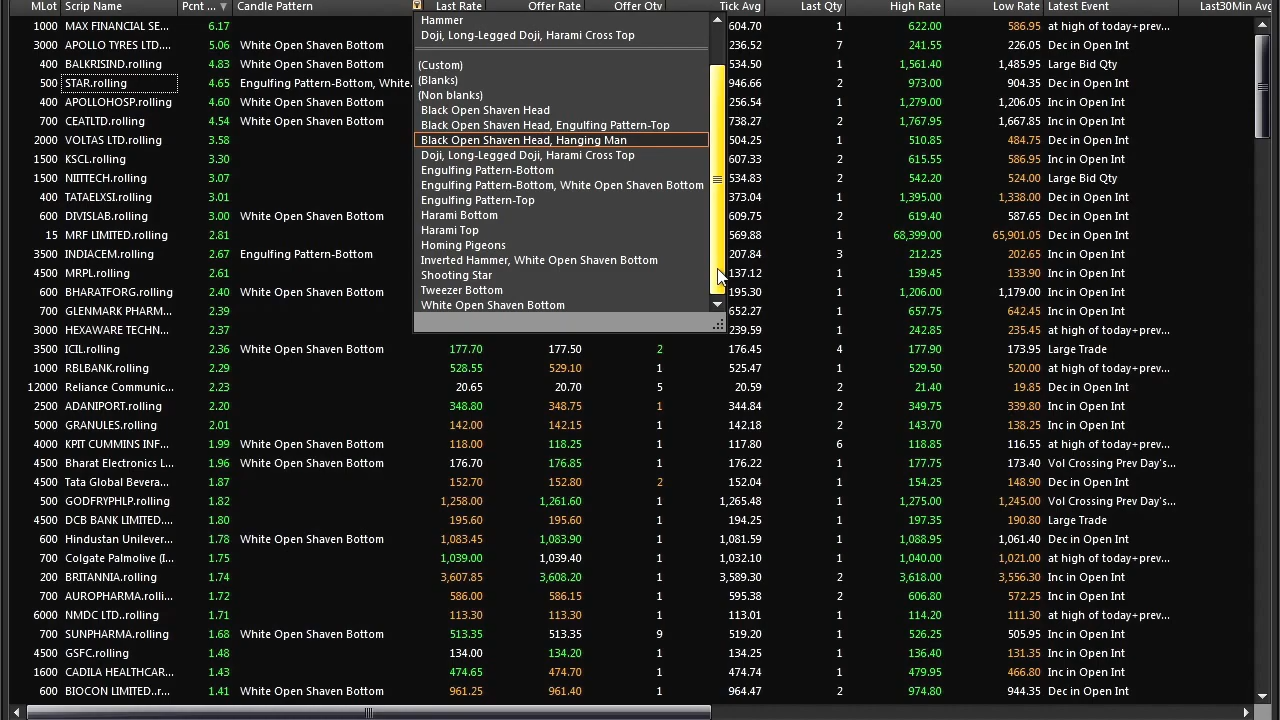 MLot Scrip Name Pcnt ... Candle Pattern Last Rate Offer Rate Offer Qty Tick Avg Last Qty High Rate Low Rate Latest Event Last30Min Avg
Hammer
1000 MAX FINANCIAL SE... 6.17 604.70 1 622.00 586.95 at high of today+prev...
Doji, Long-Legged Doji, Harami Cross Top
3000 APOLLO TYRES LTD.... 5.06 White Open Shaven Bottom 236.52 7 241.55 226.05 Dec in Open Int
(Custom)
400 BALKRISIND.rolling 4.83 White Open Shaven Bottom 534.50 1 1,561.40 1,485.95 Large Bid Qty
(Blanks)
500 STAR.rolling 4.65 Engulfing Pattern-Bottom, White... 946.66 2 973.00 904.35 Dec in Open Int
(Non blanks)
400 APOLLOHOSP.rolling 4.60 White Open Shaven Bottom 256.54 1 1,279.00 1,206.05 Inc in Open Int
Black Open Shaven Head
700 CEATLTD.rolling 4.54 White Open Shaven Bottom 738.27 1 1,767.95 1,667.85 Inc in Open Int
Black Open Shaven Head, Engulfing Pattern-Top
2000 VOLTAS LTD.rolling 3.58 Black Open Shaven Head, Hanging Man 504.25 1 510.85 484.75 Dec in Open Int
Doji, Long-Legged Doji, Harami Cross Top
1500 KSCL.rolling 3.30 607.33 1 615.55 586.95 Inc in Open Int
Engulfing Pattern-Bottom
1500 NIITTECH.rolling 3.07 534.83 2 542.20 524.00 Large Bid Qty
Engulfing Pattern-Bottom, White Open Shaven Bottom
400 TATAELXSI.rolling 3.01 Engulfing Pattern-Top 373.04 1 1,395.00 1,338.00 Dec in Open Int
600 DIVISLAB.rolling 3.00 White Open Shaven Bottom Harami Bottom 609.75 2 619.40 587.65 Dec in Open Int
15 MRF LIMITED.rolling 2.81 Harami Top 569.88 1 68,399.00 65,901.05 Dec in Open Int
Homing Pigeons
3500 INDIACEM.rolling 2.67 Engulfing Pattern-Bottom 207.84 3 212.25 202.65 Inc in Open Int
Inverted Hammer, White Open Shaven Bottom
4500 MRPL.rolling 2.61 Shooting Star 137.12 1 139.45 133.90 Inc in Open Int
600 BHARATFORG.rolling 2.40 White Open Shaven Bottom Tweezer Bottom 195.30 1 1,206.00 1,179.00 Inc in Open Int
700 GLENMARK PHARM... 2.39 White Open Shaven Bottom 652.27 1 657.75 642.45 Inc in Open Int
3000 HEXAWARE TECHN... 2.37 239.59 1 242.85 235.45 at high of today+prev...
3500 ICIL.rolling 2.36 White Open Shaven Bottom 177.70 177.50 2 176.45 4 177.90 173.95 Large Trade
1000 RBLBANK.rolling 2.29 528.55 529.10 1 525.47 1 529.50 520.00 at high of today+prev...
12000 Reliance Communic... 2.23 20.65 20.70 5 20.59 2 21.40 19.85 Dec in Open Int
2500 ADANIPORT.rolling 2.20 348.80 348.75 1 344.84 2 349.75 339.80 Inc in Open Int
5000 GRANULES.rolling 2.01 142.00 142.15 1 142.18 2 143.70 138.25 Inc in Open Int
4000 KPIT CUMMINS INF... 1.99 White Open Shaven Bottom 118.00 118.25 1 117.80 6 118.85 116.55 at high of today+prev...
4500 Bharat Electronics L... 1.96 White Open Shaven Bottom 176.70 176.85 1 176.22 1 177.75 173.40 Vol Crossing Prev Day's...
4500 Tata Global Bevera... 1.87 152.70 152.80 2 152.04 1 154.25 148.90 Dec in Open Int
500 GODFRYPHLP.rolling 1.82 1,258.00 1,261.60 1 1,265.48 1 1,275.00 1,245.00 Vol Crossing Prev Day's...
4500 DCB BANK LIMITED.... 1.80 195.60 195.60 1 194.25 1 197.35 190.80 Large Trade
600 Hindustan Unilever... 1.78 White Open Shaven Bottom 1,083.45 1,083.90 1 1,081.59 1 1,088.95 1,061.40 Dec in Open Int
700 Colgate Palmolive (I... 1.75 1,039.00 1,039.40 1 1,032.10 1 1,040.00 1,021.00 at high of today+prev...
200 BRITANNIA.rolling 1.74 3,607.85 3,608.20 1 3,589.30 2 3,618.00 3,556.30 Inc in Open Int
700 AUROPHARMA.rolling 1.72 586.00 586.15 1 595.38 2 606.80 572.25 Inc in Open Int
6000 NMDC LTD..rolling 1.71 113.30 113.30 1 113.01 1 114.20 111.30 at high of today+prev...
700 SUNPHARMA.rolling 1.68 White Open Shaven Bottom 513.35 513.35 9 519.20 1 526.25 505.95 Inc in Open Int
4500 GSFC.rolling 1.48 134.00 134.20 1 134.72 1 136.40 131.35 Inc in Open Int
1600 CADILA HEALTHCAR... 1.43 474.65 474.70 1 474.74 1 479.95 466.80 Inc in Open Int
600 BIOCON LIMITED..r... 1.41 White Open Shaven Bottom 961.25 961.40 1 964.47 2 974.80 944.35 Dec in Open Int